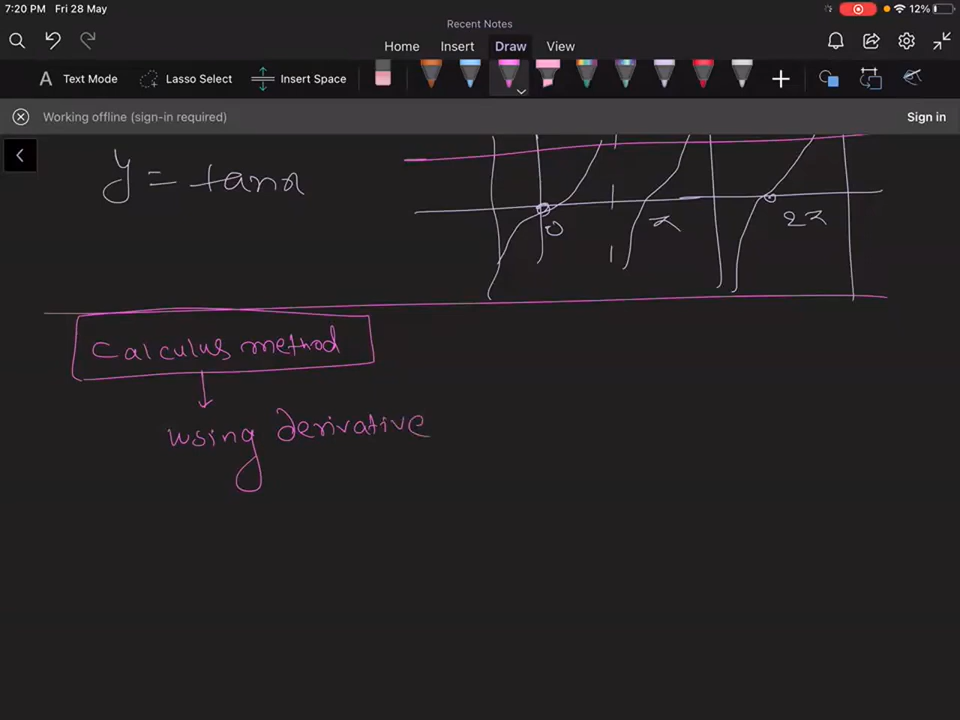 7:20 PM Fri 28 May
12%
Recent Notes
Home Insert Draw View
A Text Mode Lasso Select Insert Space
Working offline (sign-in required) Sign in
y = tanx
0 π 2π
Calculus method
using derivative